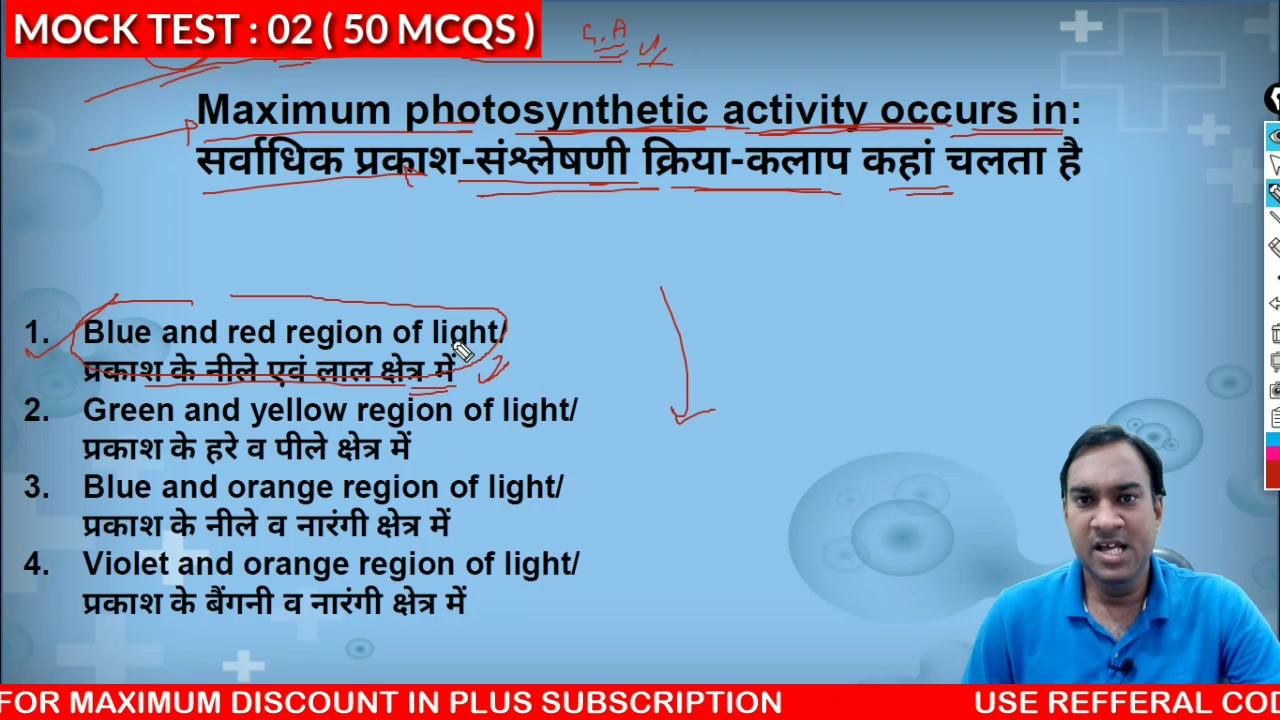 MOCK TEST : 02 ( 50 MCQS )
Maximum photosynthetic activity occurs in:
सर्वाधिक प्रकाश-संश्लेषणी क्रिया-कलाप कहां चलता है
1. Blue and red region of light/
प्रकाश के नीले एवं लाल क्षेत्र में
2. Green and yellow region of light/
प्रकाश के हरे व पीले क्षेत्र में
3. Blue and orange region of light/
प्रकाश के नीले व नारंगी क्षेत्र में
4. Violet and orange region of light/
प्रकाश के बैंगनी व नारंगी क्षेत्र में
FOR MAXIMUM DISCOUNT IN PLUS SUBSCRIPTION USE REFFERAL COD